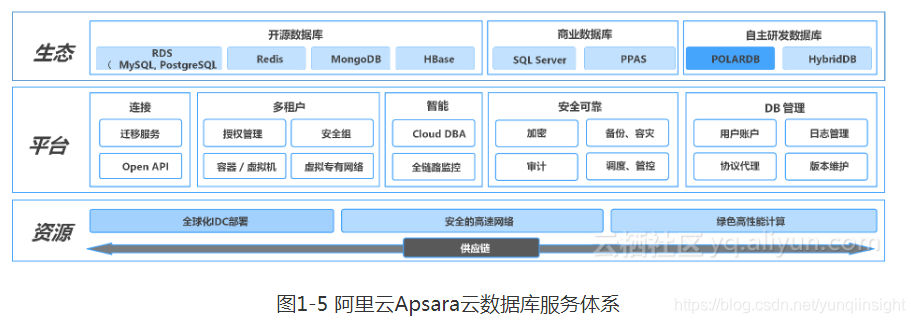 生态
开源数据库
RDS
（ MySQL, PostgreSQL
Redis
MongoDB
HBase
商业数据库
SQL Server
PPAS
自主研发数据库
POLARDB
HybridDB
平台
连接
迁移服务
Open API
多租户
授权管理
安全组
容器 / 虚拟机
虚拟专有网络
智能
Cloud DBA
全链路监控
安全可靠
加密
备份、容灾
审计
调度、管控
DB 管理
用户账户
日志管理
协议代理
版本维护
资源
全球化IDC部署
安全的高速网络
绿色高性能计算
供应链
云栖社区 yq.aliyun.com
图1-5 阿里云Apsara云数据库服务体系
https://blog.csdn.net/yunqiinsight